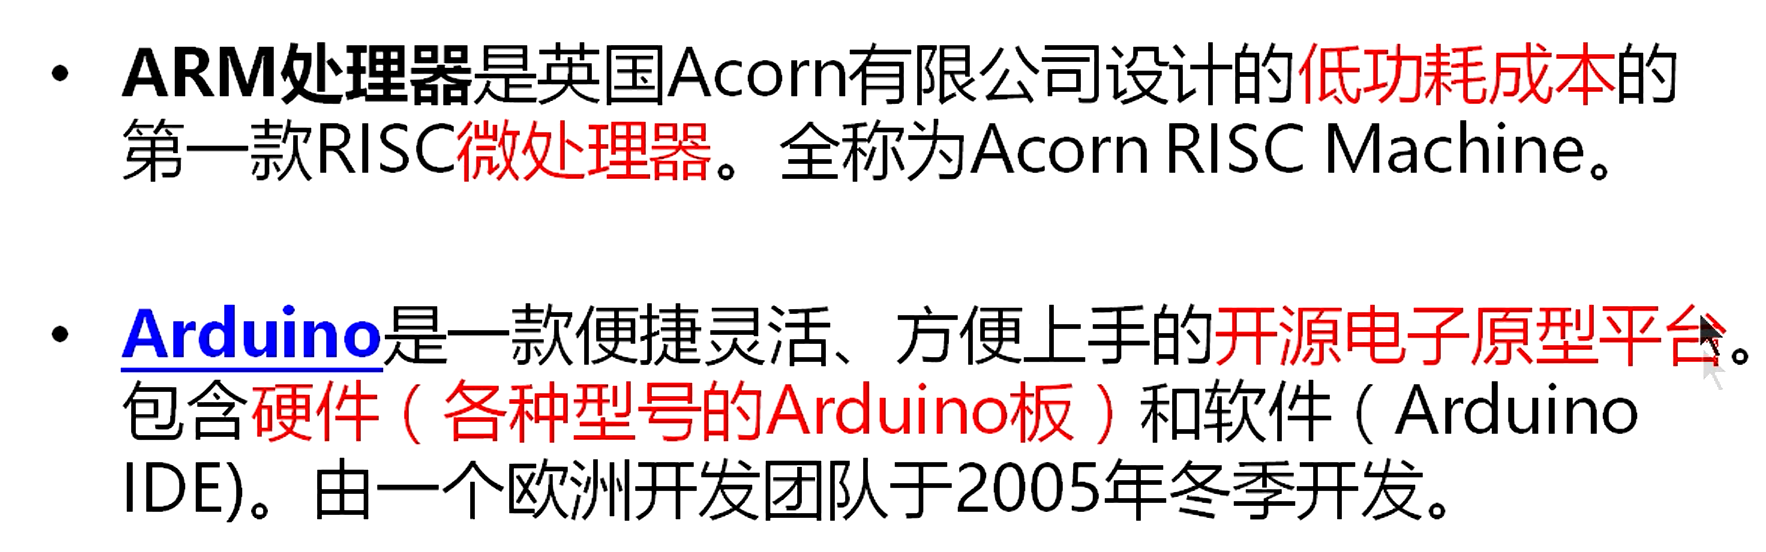 • ARM处理器是英国Acorn有限公司设计的低功耗成本的
第一款RISC微处理器。全称为Acorn RISC Machine。
• Arduino是一款便捷灵活、方便上手的开源电子原型平台。
包含硬件（各种型号的Arduino板）和软件（Arduino
IDE)。由一个欧洲开发团队于2005年冬季开发。